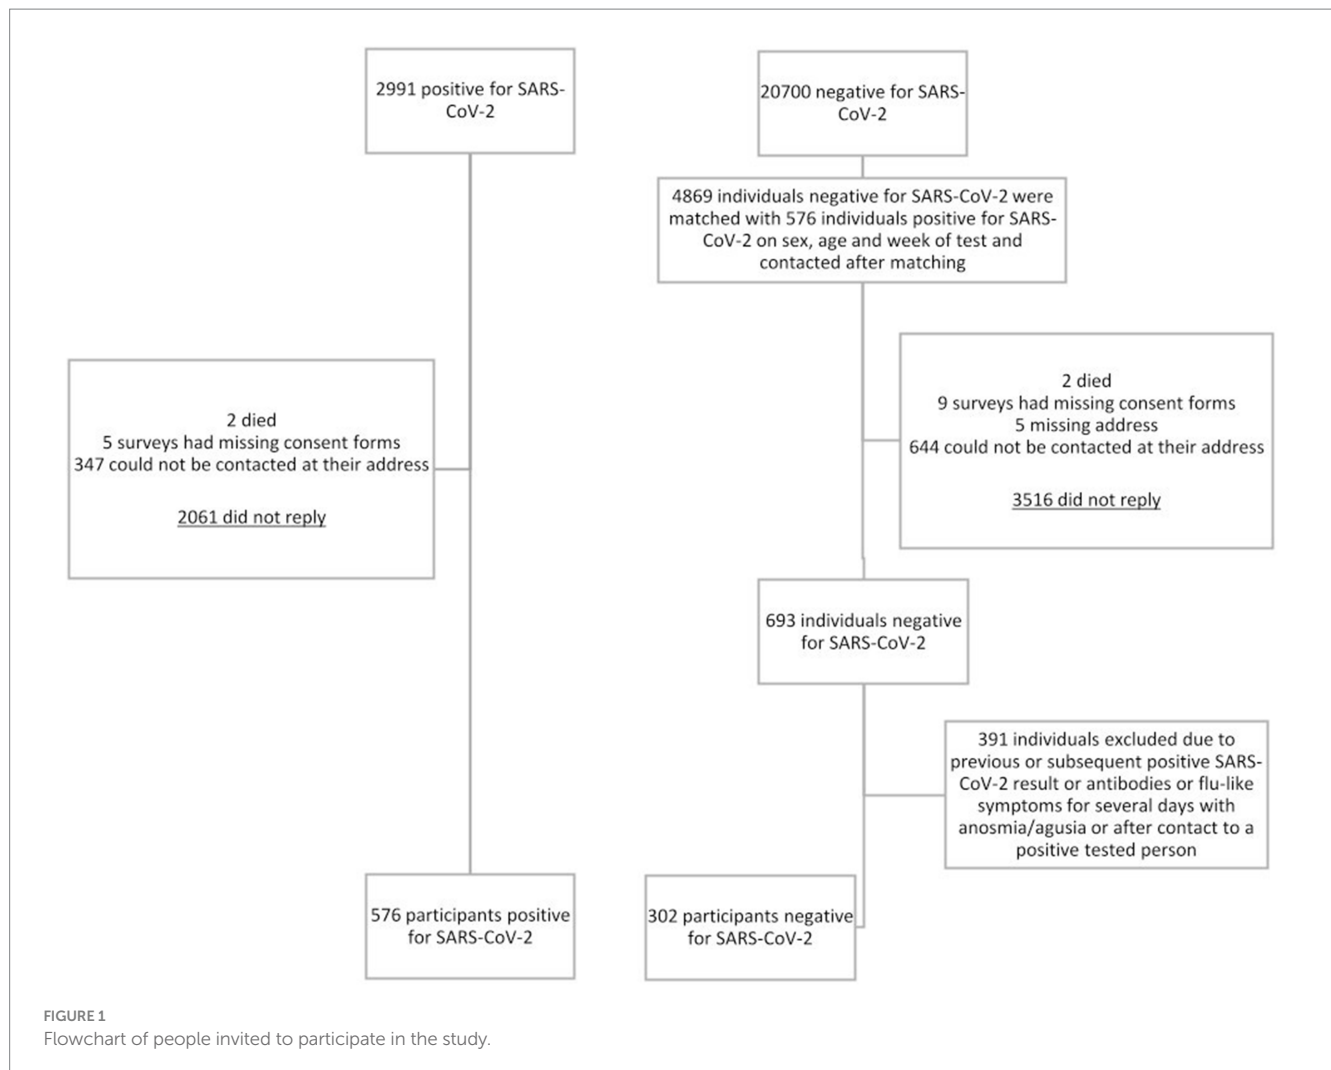 2991 positive for SARS-
CoV-2
20700 negative for SARS-
CoV-2
4869 individuals negative for SARS-CoV-2 were
matched with 576 individuals positive for SARS-
CoV-2 on sex, age and week of test and
contacted after matching
2 died
5 surveys had missing consent forms
347 could not be contacted at their address
2061 did not reply
2 died
9 surveys had missing consent forms
5 missing address
644 could not be contacted at their address
3516 did not reply
693 individuals negative
for SARS-CoV-2
391 individuals excluded due to
previous or subsequent positive SARS-
CoV-2 result or antibodies or flu-like
symptoms for several days with
anosmia/agusia or after contact to a
positive tested person
576 participants positive
for SARS-CoV-2
302 participants negative
for SARS-CoV-2
FIGURE 1
Flowchart of people invited to participate in the study.